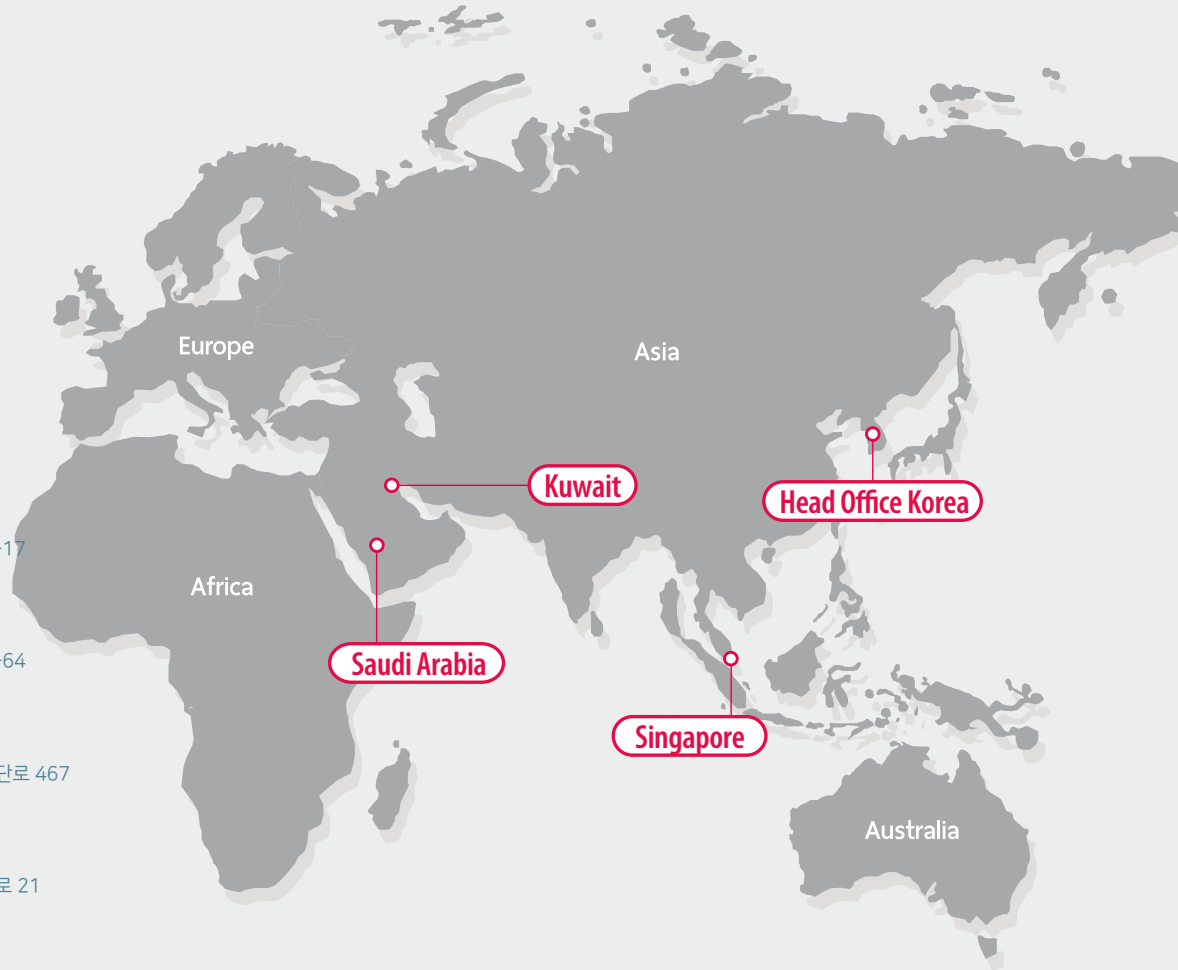 Europe
Asia
Kuwait
Head Office Korea
-17
Africa
-64
Saudi Arabia
Singapore
단로 467
Australia
로 21